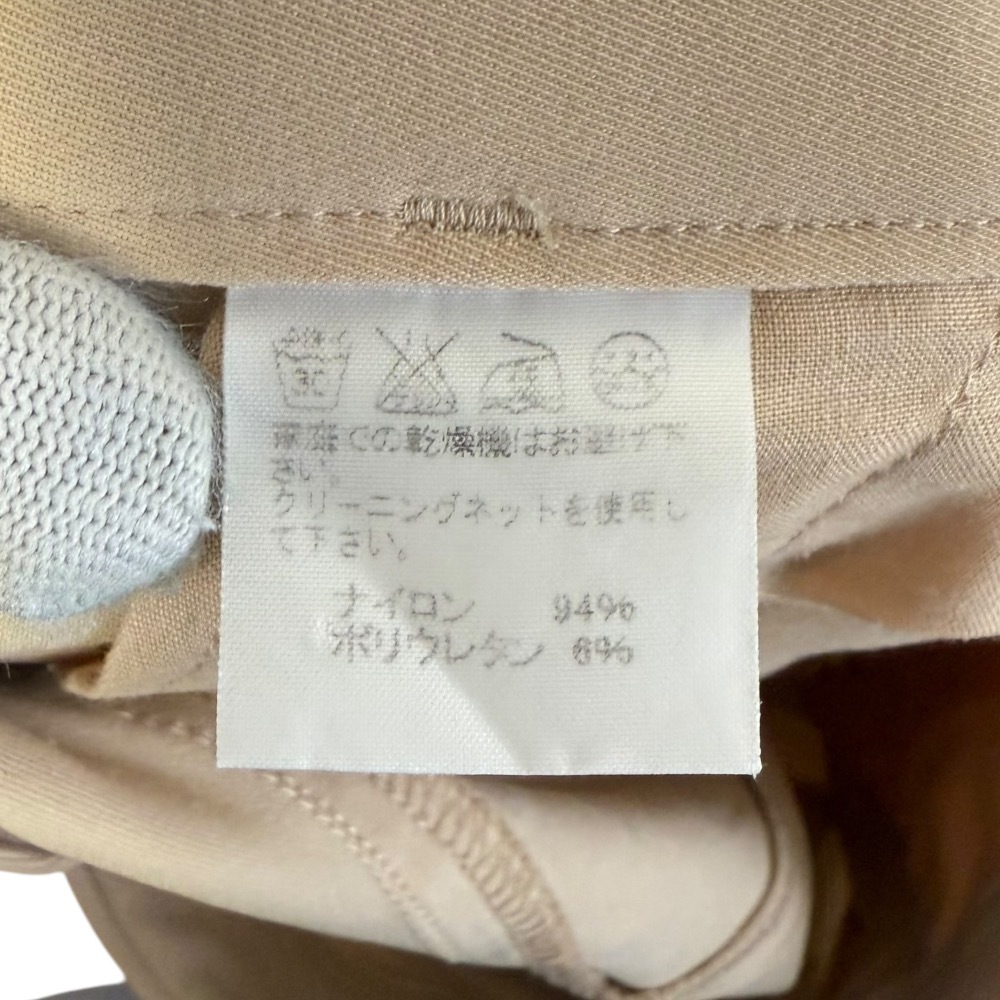 家庭での乾燥機はお避け下
さい。
クリーニングネットを使用し
て下さい。
ナイロン 94%
ポリウレタン 6%